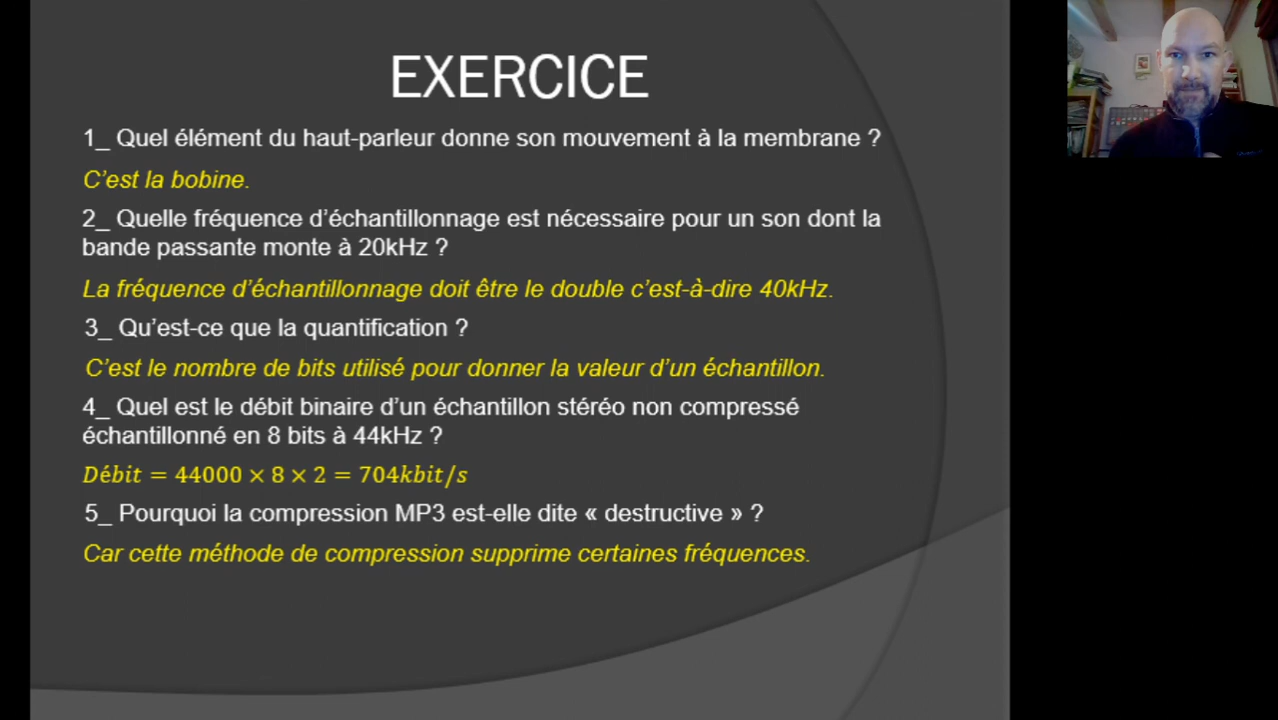 EXERCICE
1_ Quel élément du haut-parleur donne son mouvement à la membrane ?
C'est la bobine.
2_ Quelle fréquence d'échantillonnage est nécessaire pour un son dont la
bande passante monte à 20kHz ?
La fréquence d'échantillonnage doit être le double c'est-à-dire 40kHz.
3_ Qu'est-ce que la quantification ?
C'est le nombre de bits utilisé pour donner la valeur d'un échantillon.
4_ Quel est le débit binaire d'un échantillon stéréo non compressé
échantillonné en 8 bits à 44kHz ?
Débit = 44000 × 8 × 2 = 704kbit/s
5_ Pourquoi la compression MP3 est-elle dite « destructive » ?
Car cette méthode de compression supprime certaines fréquences.